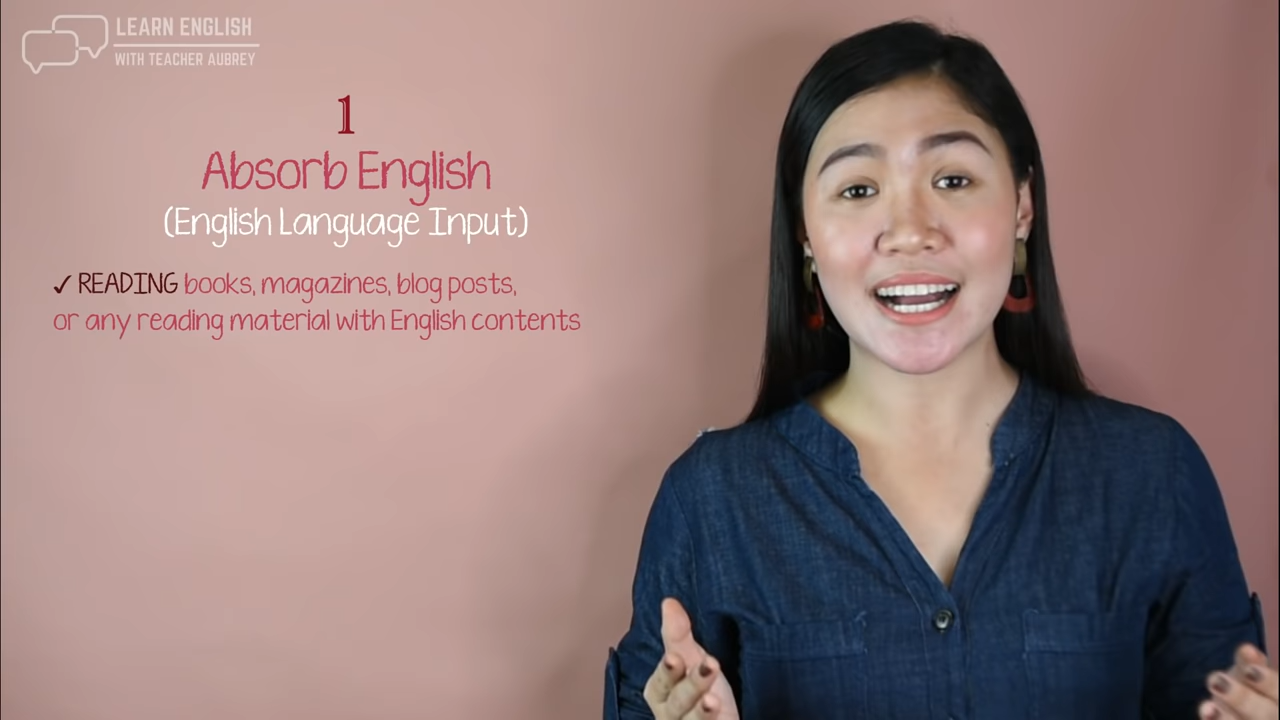 LEARN ENGLISH
WITH TEACHER AUBREY
1
Absorb English
(English Language Input)
✓ READING books, magazines, blog posts,
or any reading material with English contents